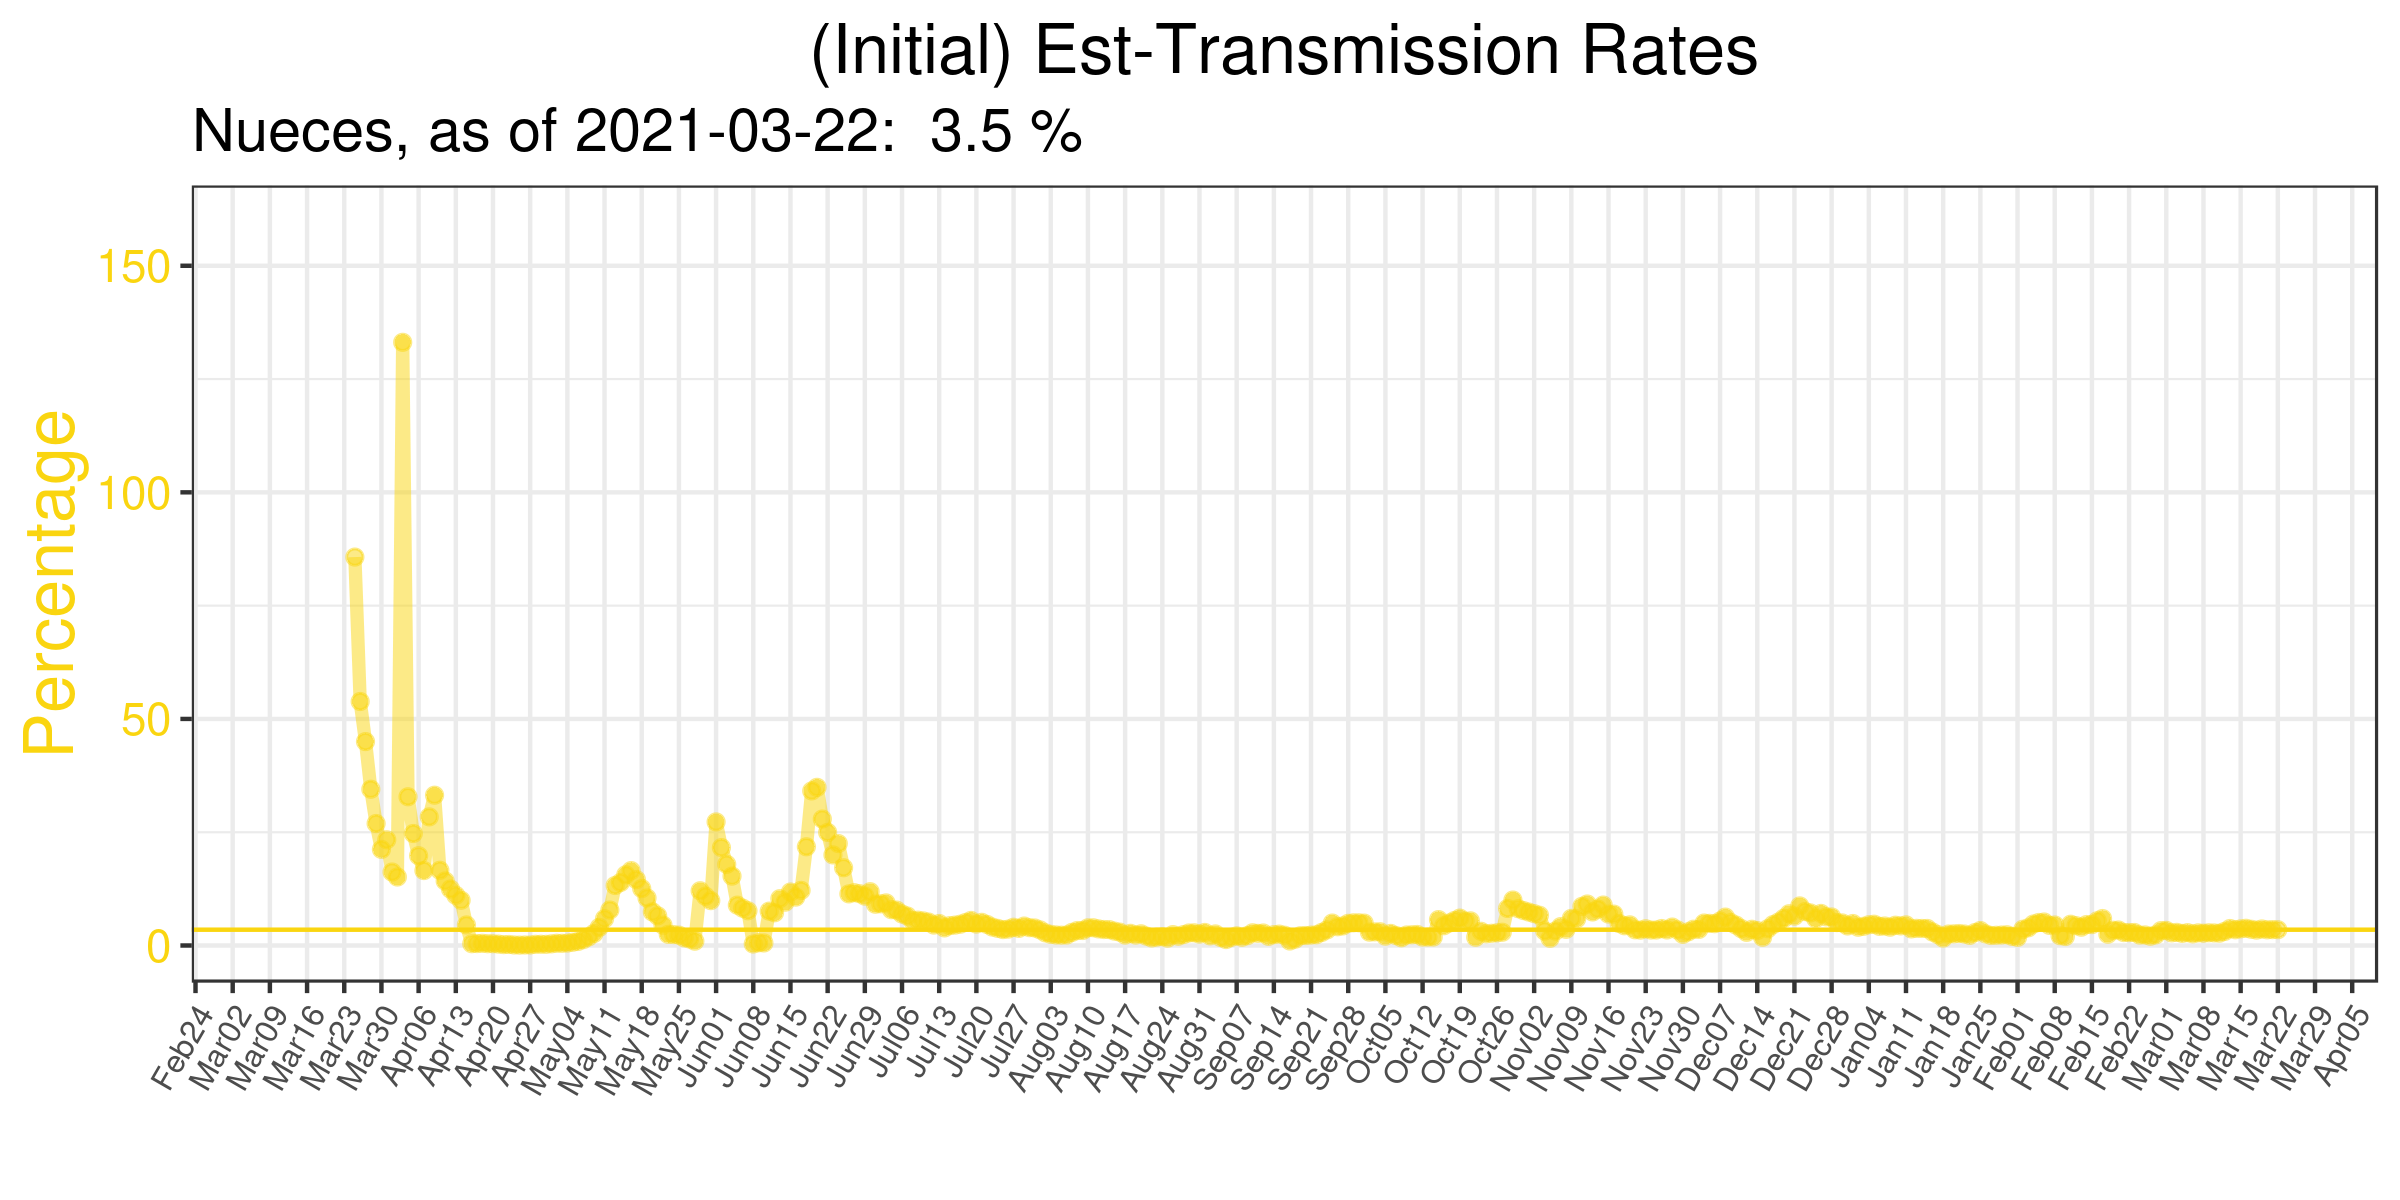 (Initial) Est-Transmission Rates
Nueces, as of 2021-03-22:  3.5 %
Percentage
150
100
50
0
Feb24
Mar02
Mar09
Mar16
Mar23
Mar30
Apr06
Apr13
Apr20
Apr27
May04
May11
May18
May25
Jun01
Jun08
Jun15
Jun22
Jun29
Jul06
Jul13
Jul20
Jul27
Aug03
Aug10
Aug17
Aug24
Aug31
Sep07
Sep14
Sep21
Sep28
Oct05
Oct12
Oct19
Oct26
Nov02
Nov09
Nov16
Nov23
Nov30
Dec07
Dec14
Dec21
Dec28
Jan04
Jan11
Jan18
Jan25
Feb01
Feb08
Feb15
Feb22
Mar01
Mar08
Mar15
Mar22
Mar29
Apr05